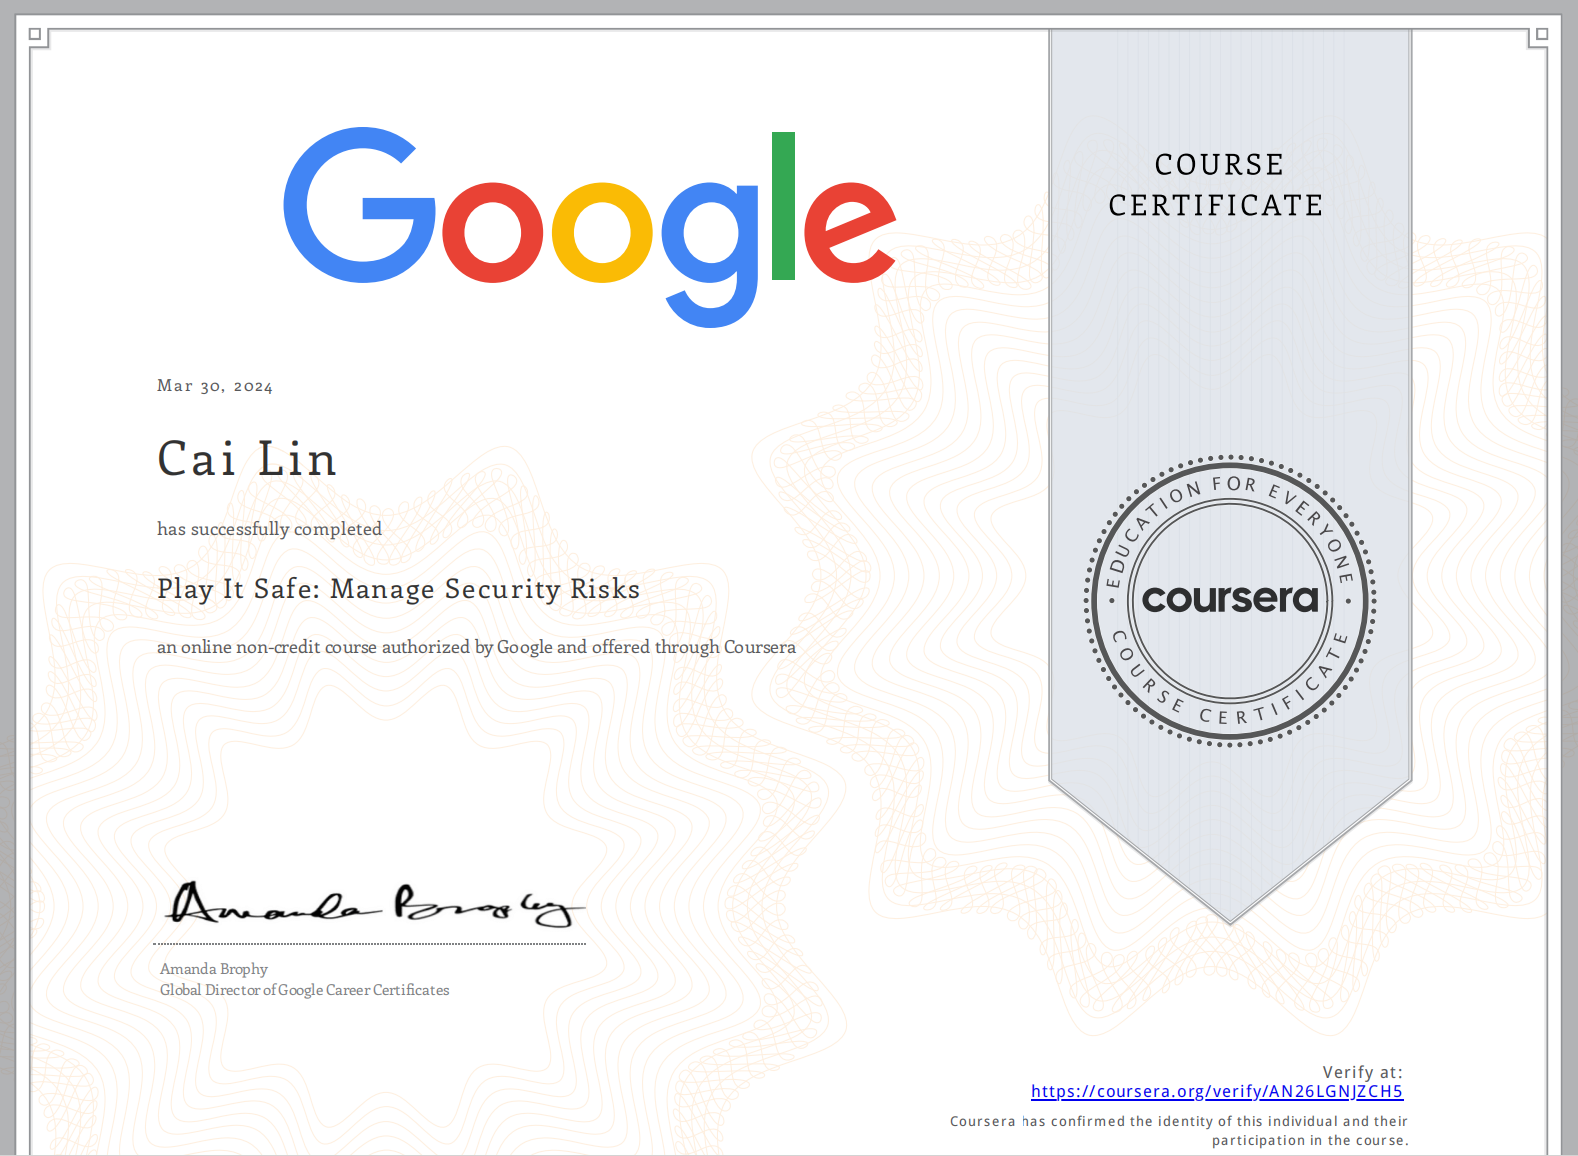 Google
COURSE
CERTIFICATE
Mar 30, 2024
Cai Lin
has successfully completed
Play It Safe: Manage Security Risks
an online non-credit course authorized by Google and offered through Coursera
EDUCATION FOR EVERYONE
coursera
COURSE CERTIFICATE
Amanda Brophy
Amanda Brophy
Global Director of Google Career Certificates
Verify at:
https://coursera.org/verify/AN26LGNJZCH5
Coursera has confirmed the identity of this individual and their
participation in the course.